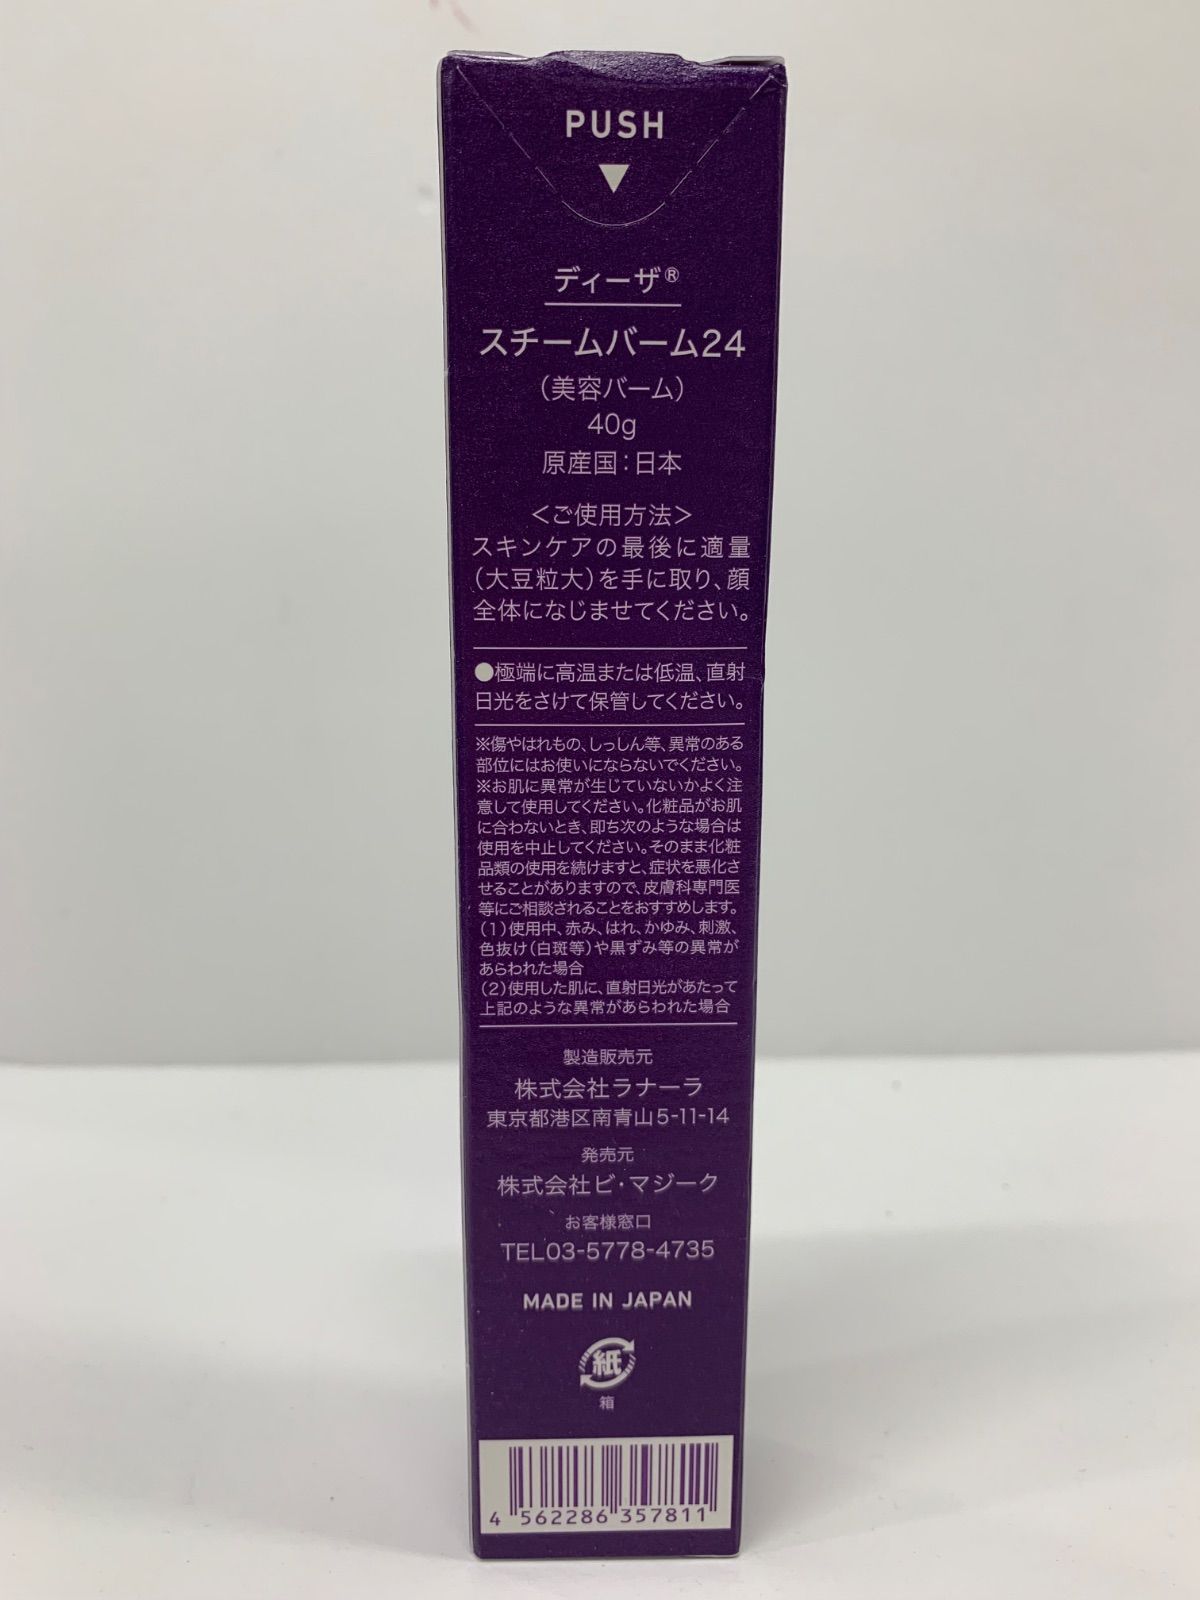 PUSH
ディーザ®
スチームバーム24
(美容バーム)
40g
原産国:日本
<ご使用方法>
スキンケアの最後に適量
(大豆粒大)を手に取り、顔
全体になじませてください。
●極端に高温または低温、直射
日光をさけて保管してください。
※傷やはれもの、しっしん等、異常のある
部位にはお使いにならないでください。
※お肌に異常が生じていないかよく注
意して使用してください。化粧品がお肌
に合わないとき、即ち次のような場合は
使用を中止してください。そのまま化粧
品類の使用を続けますと、症状を悪化さ
せることがありますので、皮膚科専門医
等にご相談されることをおすすめします。
(1)使用中、赤み、はれ、かゆみ、刺激、
色抜け(白斑等)や黒ずみ等の異常が
あらわれた場合
(2)使用した肌に、直射日光があたって
上記のような異常があらわれた場合
製造販売元
株式会社ラナーラ
東京都港区南青山5-11-14
発売元
株式会社ビ・マジーク
お客様窓口
TEL03-5778-4735
MADE IN JAPAN
紙
箱
4 562286 357811